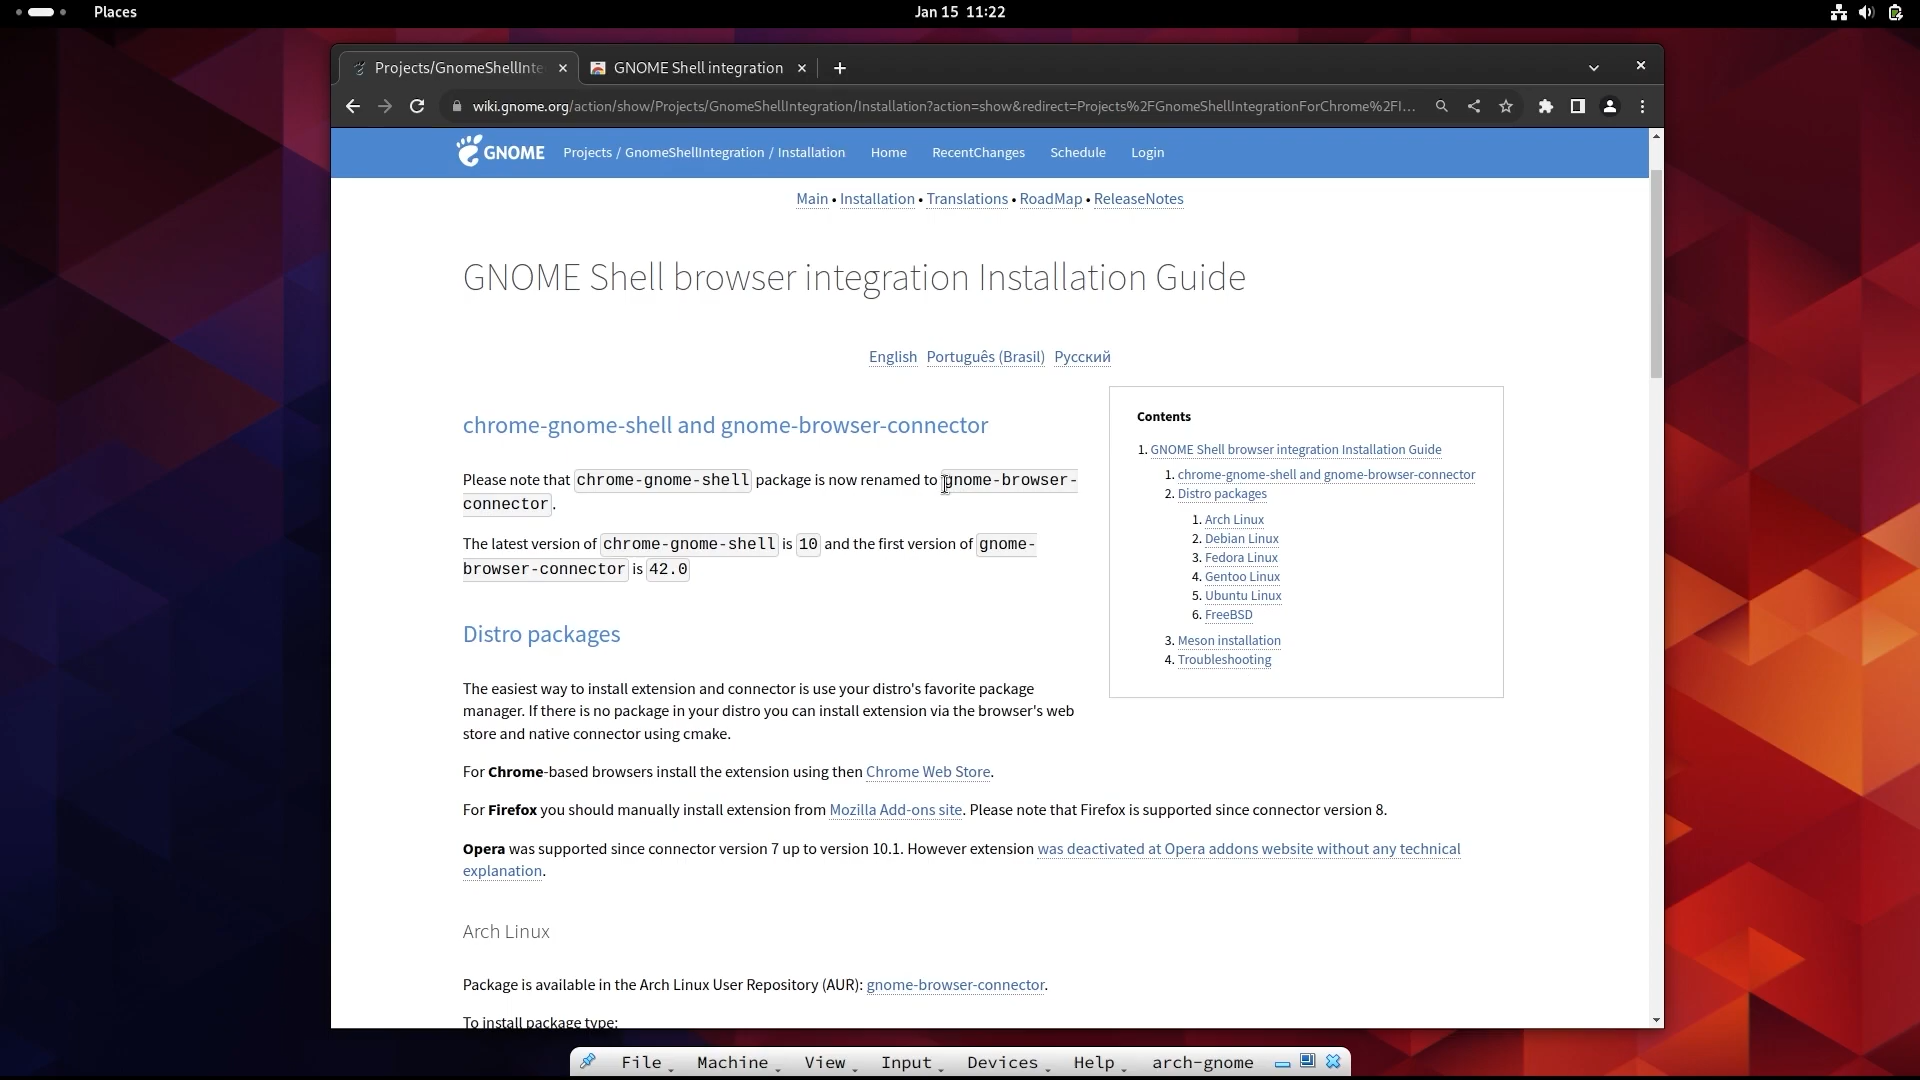 Places
Jan 15 11:22
Projects/GnomeShellInte
GNOME Shell integration
wiki.gnome.org/action/show/Projects/GnomeShellIntegration/Installation?action=show&redirect=Projects%2FGnomeShellIntegrationForChrome%2FI...
GNOME Projects / GnomeShellIntegration / Installation Home RecentChanges Schedule Login
Main • Installation • Translations • RoadMap • ReleaseNotes
GNOME Shell browser integration Installation Guide
English Português (Brasil) Русский
chrome-gnome-shell and gnome-browser-connector
Please note that chrome-gnome-shell package is now renamed to gnome-browser-
connector.
The latest version of chrome-gnome-shell is 10 and the first version of gnome-
browser-connector is 42.0
Contents
1. GNOME Shell browser integration Installation Guide
1. chrome-gnome-shell and gnome-browser-connector
2. Distro packages
1. Arch Linux
2. Debian Linux
3. Fedora Linux
4. Gentoo Linux
5. Ubuntu Linux
6. FreeBSD
3. Meson installation
4. Troubleshooting
Distro packages
The easiest way to install extension and connector is use your distro's favorite package
manager. If there is no package in your distro you can install extension via the browser's web
store and native connector using cmake.
For Chrome-based browsers install the extension using then Chrome Web Store.
For Firefox you should manually install extension from Mozilla Add-ons site. Please note that Firefox is supported since connector version 8.
Opera was supported since connector version 7 up to version 10.1. However extension was deactivated at Opera addons website without any technical
explanation.
Arch Linux
Package is available in the Arch Linux User Repository (AUR): gnome-browser-connector.
To install package type:
File Machine View Input Devices Help arch-gnome